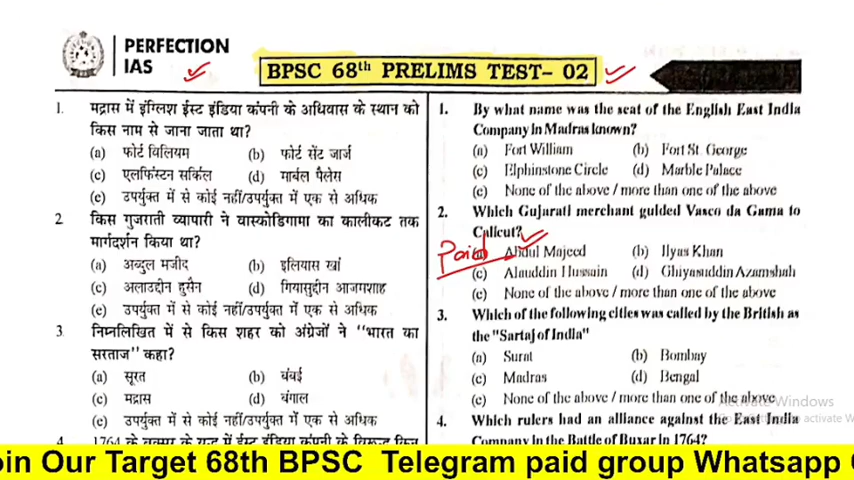 PERFECTION
IAS
BPSC 68th PRELIMS TEST- 02
1. मद्रास में इंग्लिश ईस्ट इंडिया कंपनी के अधिवास के स्थान को
किस नाम से जाना जाता था?
(a) फोर्ट विलियम (b) फोर्ट सेंट जार्ज
(c) एलफिंस्टन सर्किल (d) मार्बल पैलेस
(e) उपर्युक्त में से कोई नहीं/उपर्युक्त में एक से अधिक
2. किस गुजराती व्यापारी ने वास्कोडिगामा का कालीकट तक
मार्गदर्शन किया था?
(a) अब्दुल मजीद (b) इलियास खां
(c) अलाउद्दीन हुसैन (d) गियासुद्दीन आजमशाह
(e) उपर्युक्त में से कोई नहीं/उपर्युक्त में एक से अधिक
3. निम्नलिखित में से किस शहर को अंग्रेजों ने "भारत का
सरताज" कहा?
(a) सूरत (b) बंबई
(c) मद्रास (d) बंगाल
(e) उपर्युक्त में से कोई नहीं/उपर्युक्त में एक से अधिक
4. 1764 के बक्सर के युद्ध में ईस्ट इंडिया कंपनी के विरूद्ध किन
1. By what name was the seat of the English East India
Company in Madras known?
(a) Fort William (b) Fort St. George
(c) Elphinstone Circle (d) Marble Palace
(e) None of the above / more than one of the above
2. Which Gujarati merchant guided Vasco da Gama to
Calicut?
Paid
(a) Abdul Majeed (b) Ilyas Khan
(c) Alauddin Hussain (d) Ghiyasuddin Azamshah
(e) None of the above / more than one of the above
3. Which of the following cities was called by the British as
the "Sartaj of India"
(a) Surat (b) Bombay
(c) Madras (d) Bengal
(e) None of the above / more than one of the above
4. Which rulers had an alliance against the East India
Company in the Battle of Buxar in 1764?
Activate Windows
oin Our Target 68th BPSC Telegram paid group Whatsapp